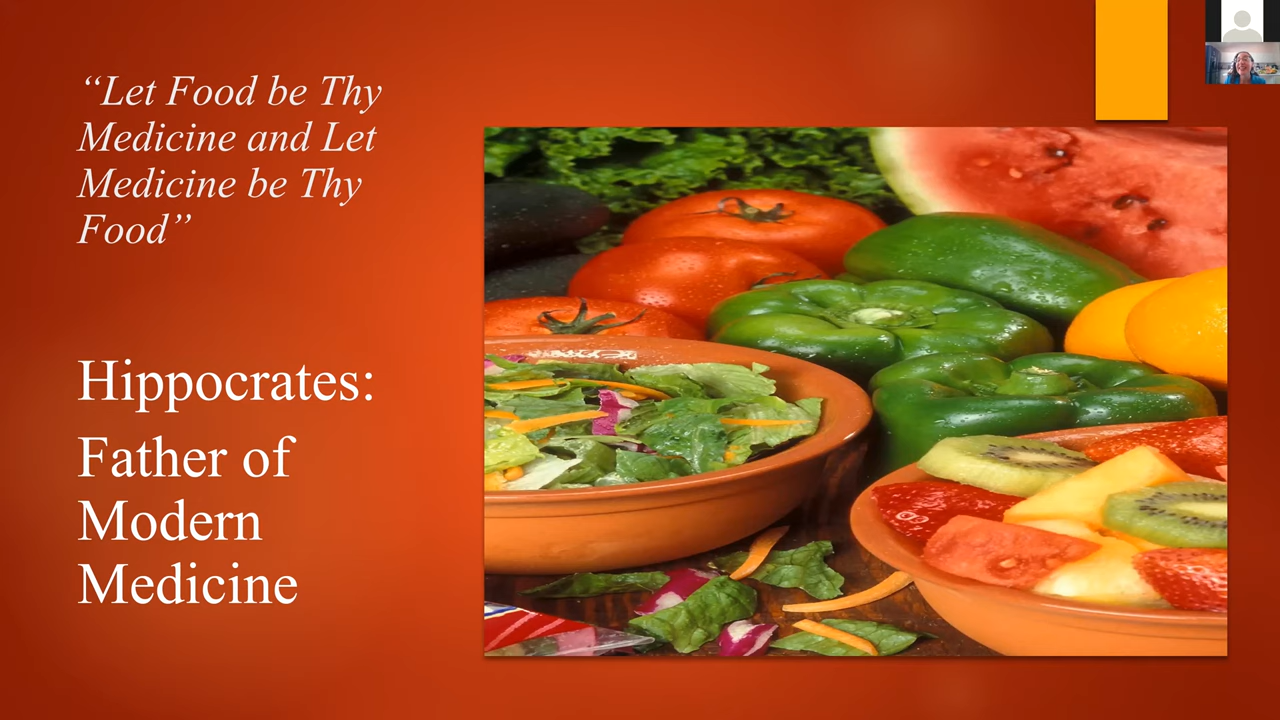 “Let Food be Thy
Medicine and Let
Medicine be Thy
Food”
Hippocrates:
Father of
Modern
Medicine